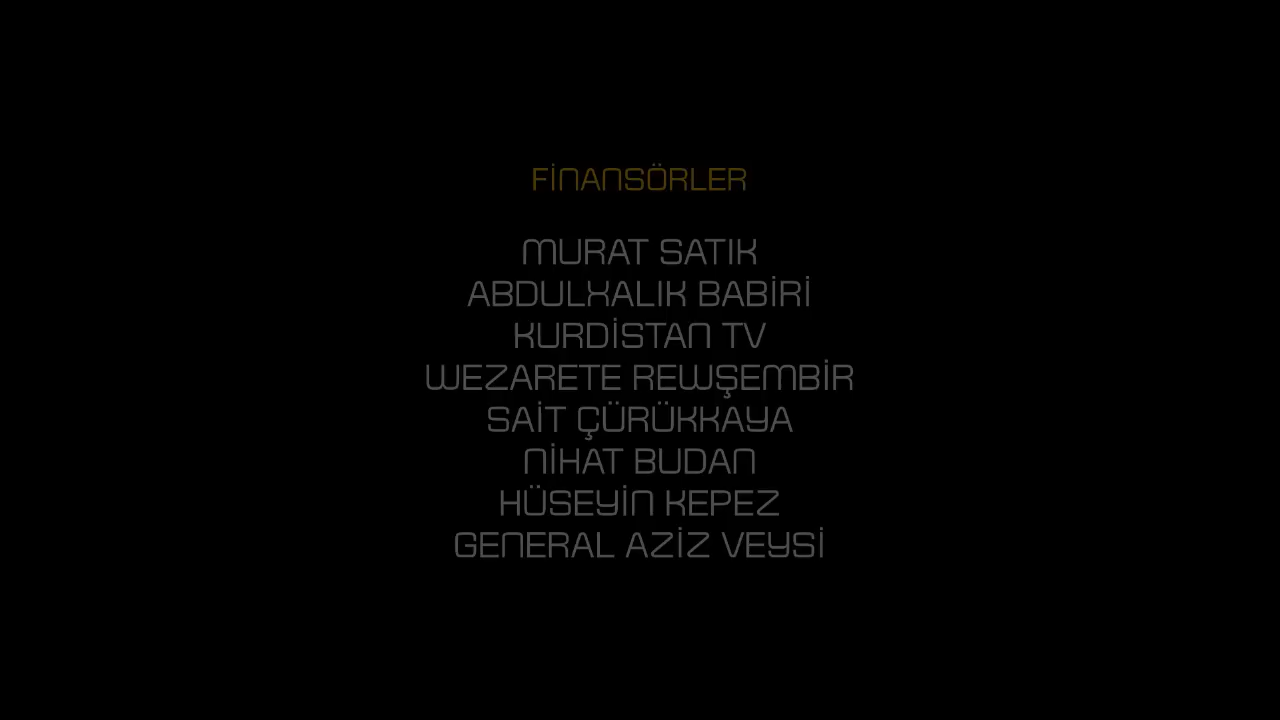 FİNANSÖRLER
MURAT SATIK
ABDULXALIK BABİRİ
KURDİSTAN TV
WEZARETE REWŞEMBİR
SAİT ÇÜRÜKKAYA
NİHAT BUDAN
HÜSEYİN KEPEZ
GENERAL AZİZ VEYSİ